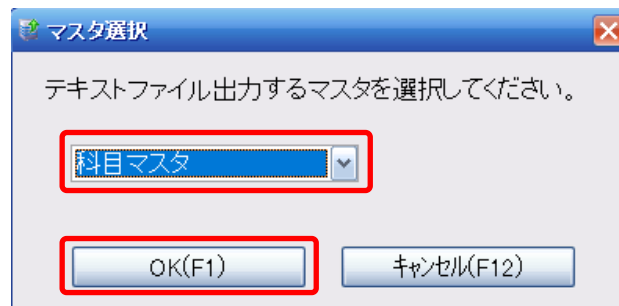 マスタ選択
テキストファイル出力するマスタを選択してください。
科目マスタ
OK(F1)
ｷｬﾝｾﾙ(F12)